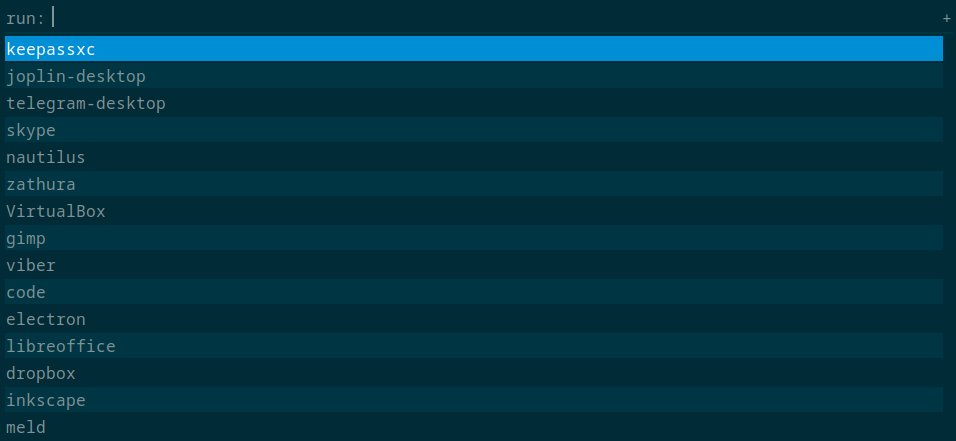 run: +
keepassxc
joplin-desktop
telegram-desktop
skype
nautilus
zathura
VirtualBox
gimp
viber
code
electron
libreoffice
dropbox
inkscape
meld